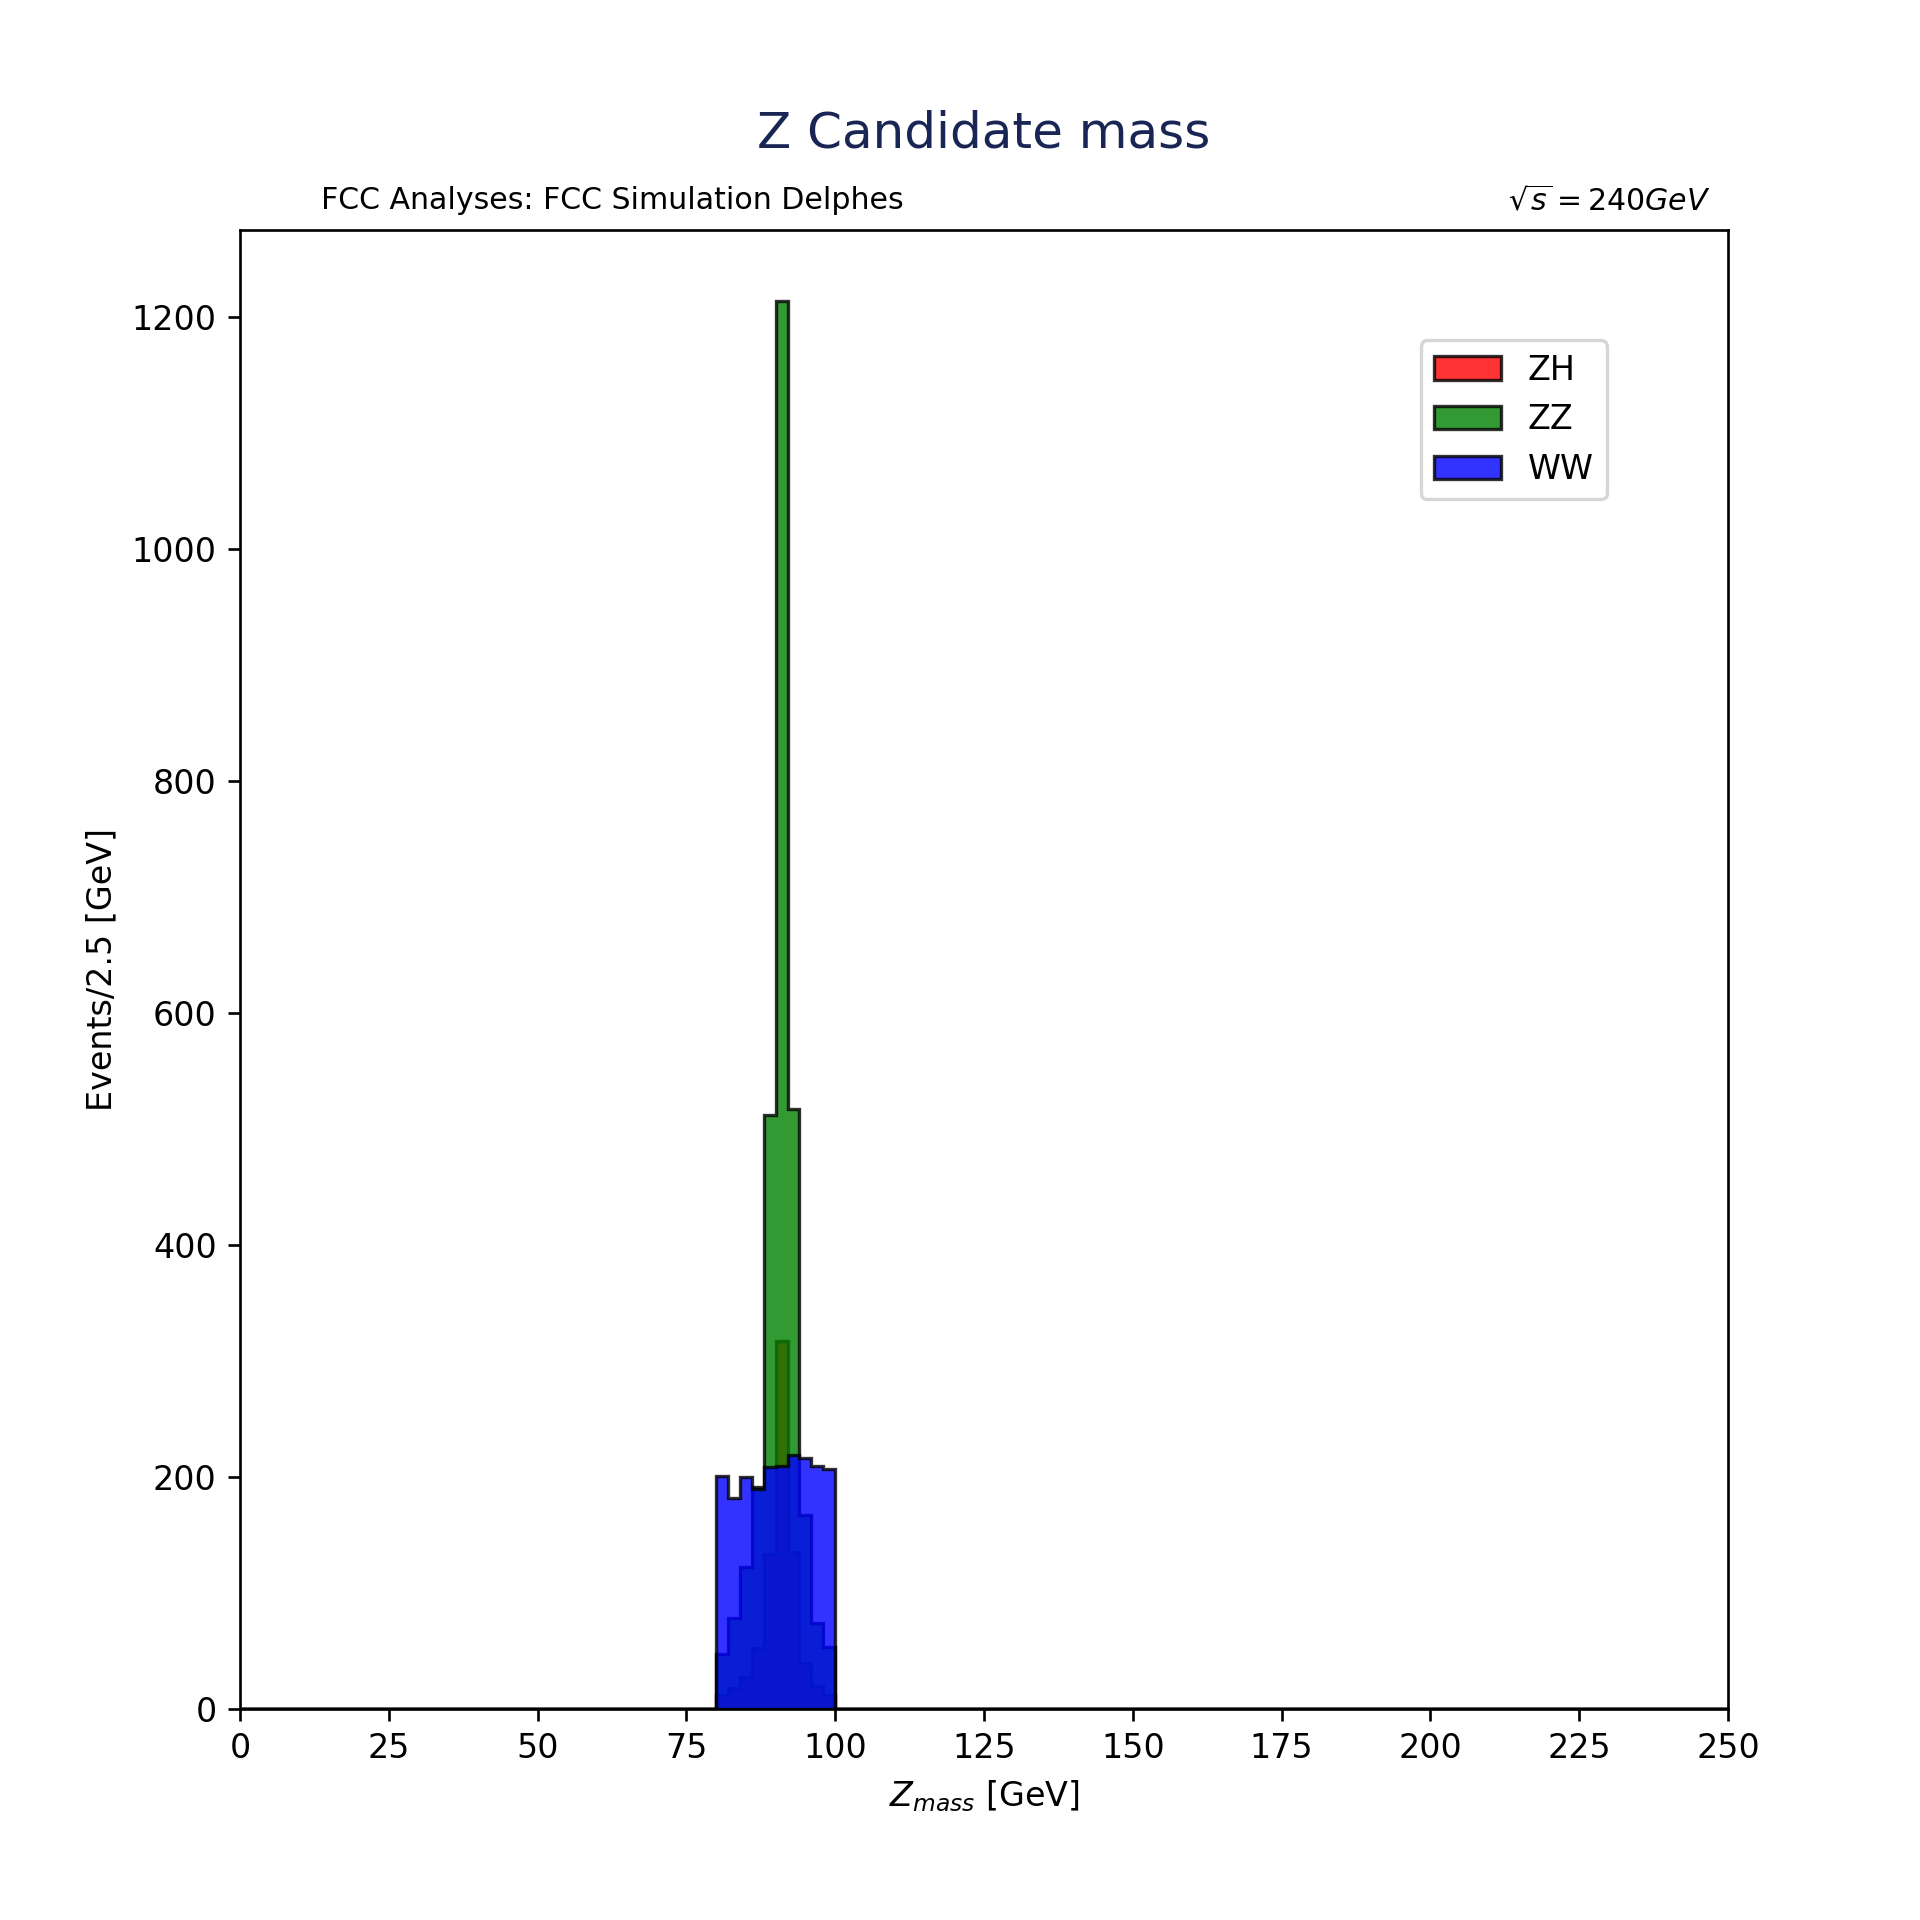 Z Candidate mass
FCC Analyses: FCC Simulation Delphes
√s = 240GeV
1200
1000
800
600
400
200
0
Events/2.5 [GeV]
ZH
ZZ
WW
0 25 50 75 100 125 150 175 200 225 250
Z_mass [GeV]